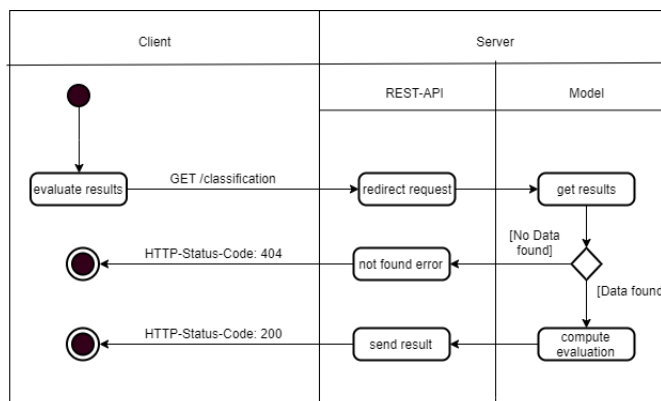 Client
Server
REST-API
Model
evaluate results
GET /classification
redirect request
get results
[No Data
found]
HTTP-Status-Code: 404
not found error
[Data found]
HTTP-Status-Code: 200
send result
compute
evaluation